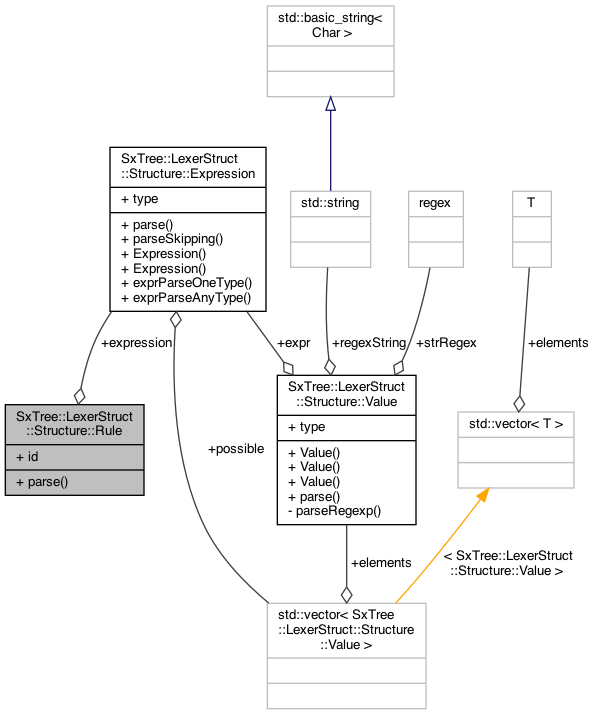 std::basic_string<
Char >
SxTree::LexerStruct
::Structure::Expression
+ type
+ parse()
+ parseSkipping()
+ Expression()
+ Expression()
+ exprParseOneType()
+ exprParseAnyType()
std::string
regex
T
+expression
+expr
+regexString
+strRegex
+elements
SxTree::LexerStruct
::Structure::Rule
+ id
+ parse()
SxTree::LexerStruct
::Structure::Value
+ type
+ Value()
+ Value()
+ Value()
+ parse()
- parseRegexp()
std::vector< T >
+possible
+elements
< SxTree::LexerStruct
::Structure::Value >
std::vector< SxTree
::LexerStruct::Structure
::Value >